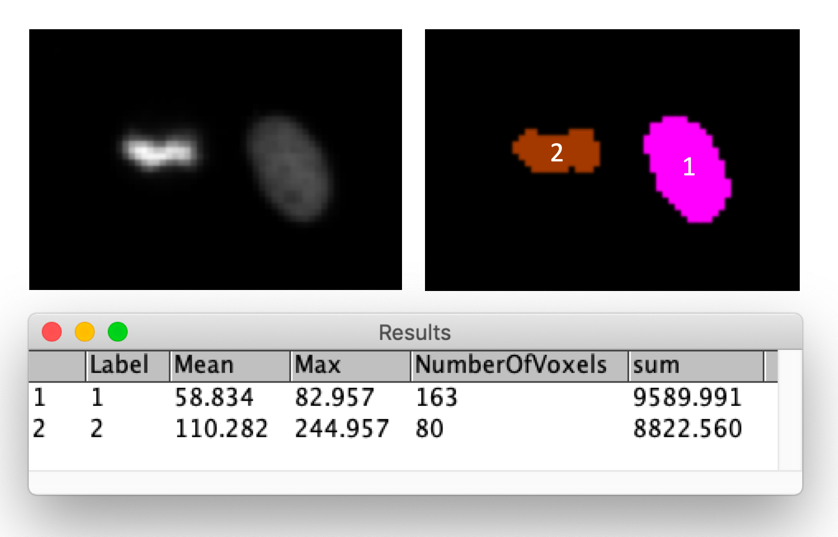 2
1
Results
Label Mean Max NumberOfVoxels sum
1 1 58.834 82.957 163 9589.991
2 2 110.282 244.957 80 8822.560